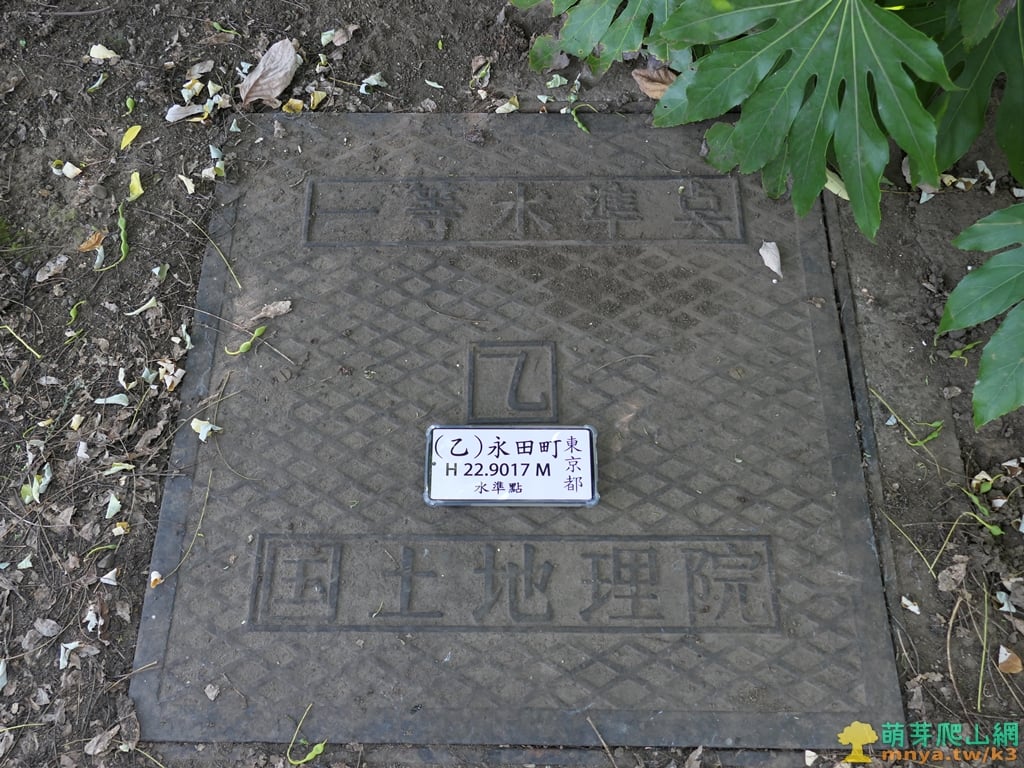 一等水準点
乙
(乙)永田町
H 22.9017 M
水準點
東京都
国土地理院
萌芽爬山網
mnya.tw/k3